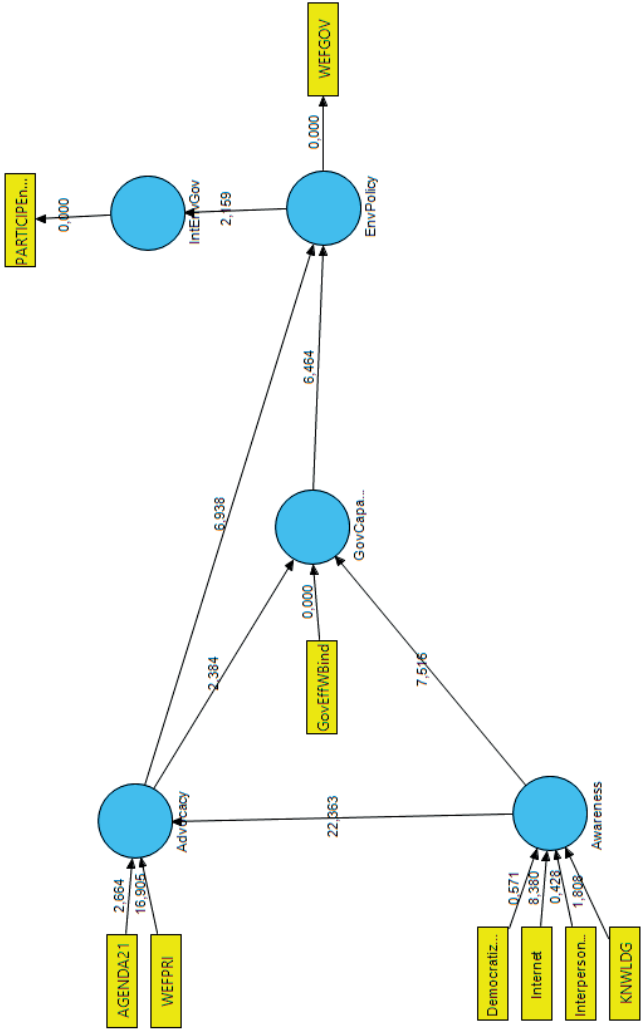 AGENDA21
WEFPRI
2,664
16,905
Advocacy
Democratiz...
Internet
Interperson...
KNWLDG
0,571
8,380
0,428
1,808
Awareness
22,363
2,384
7,516
6,938
GovEffWBind
0,000
GovCapa...
6,464
EnvPolicy
2,159
IntEnvGov
0,000
PARTICIPEn...
0,000
WEFGOV